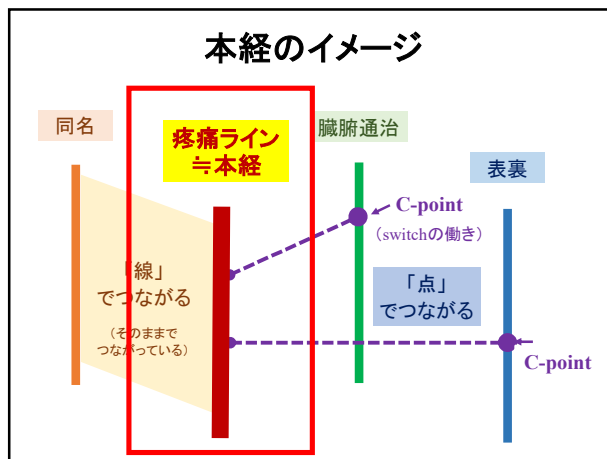 本経のイメージ
同名
疼痛ライン
≒本経
臓腑通治
表裏
C-point
（switchの働き）
「線」
でつながる
（そのままで
つながっている）
「点」
でつながる
C-point